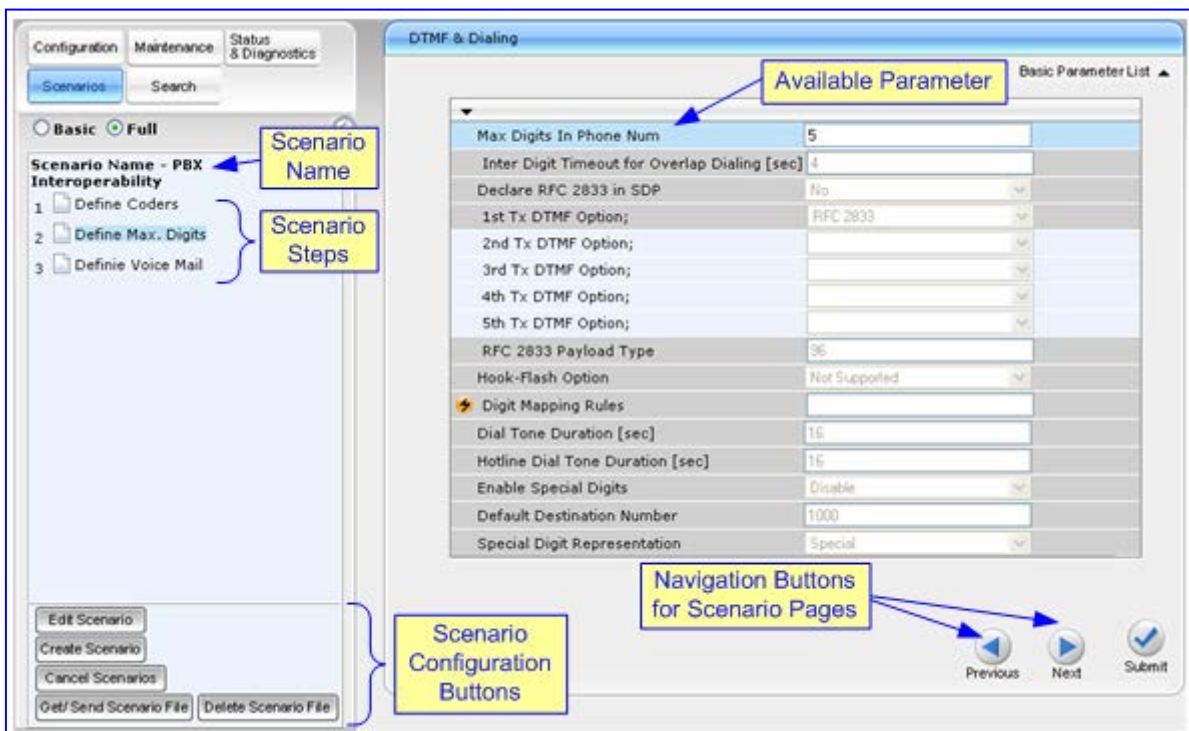 Configuration
Maintenance
Status
& Diagnostics
Scenarios
Search
Basic
Full
Scenario Name - PBX
Interoperability
1 Define Coders
2 Define Max. Digits
3 Definie Voice Mail
Scenario
Name
Scenario
Steps
Edit Scenario
Create Scenario
Cancel Scenarios
Get/Send Scenario File
Delete Scenario File
Scenario
Configuration
Buttons
DTMF & Dialing
Basic Parameter List
Available Parameter
Max Digits In Phone Num 5
Inter Digit Timeout for Overlap Dialing [sec] 4
Declare RFC 2833 in SDP No
1st Tx DTMF Option; RFC 2833
2nd Tx DTMF Option;
3rd Tx DTMF Option;
4th Tx DTMF Option;
5th Tx DTMF Option;
RFC 2833 Payload Type 96
Hook-Flash Option Not Supported
Digit Mapping Rules
Dial Tone Duration [sec] 16
Hotline Dial Tone Duration [sec] 16
Enable Special Digits Disable
Default Destination Number 1000
Special Digit Representation Special
Navigation Buttons
for Scenario Pages
Previous
Next
Submit